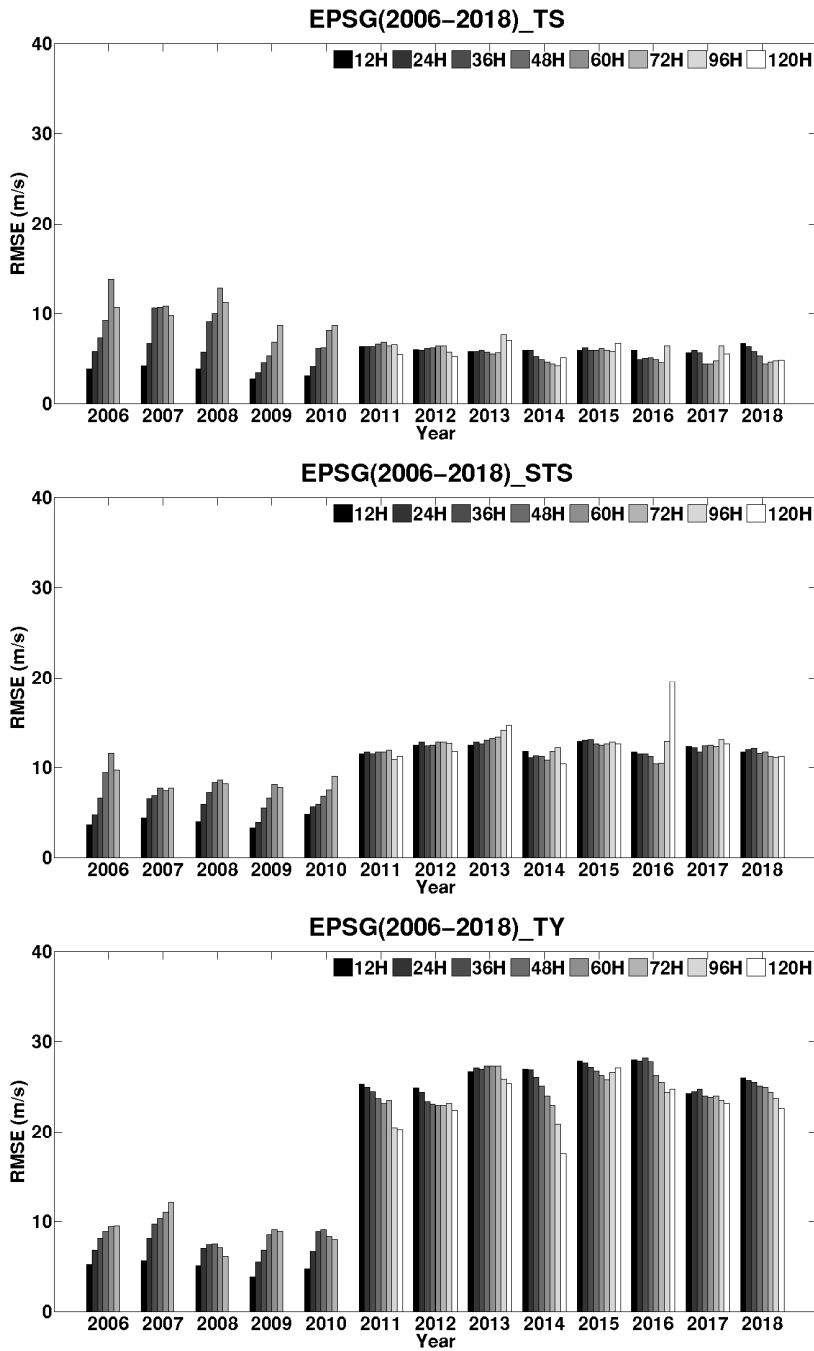 EPSG(2006−2018)_TS
40
12H 24H 36H 48H 60H 72H 96H 120H
30
20
10
0
RMSE (m/s)
2006 2007 2008 2009 2010 2011 2012 2013 2014 2015 2016 2017 2018
Year
EPSG(2006−2018)_STS
40
12H 24H 36H 48H 60H 72H 96H 120H
30
20
10
0
RMSE (m/s)
2006 2007 2008 2009 2010 2011 2012 2013 2014 2015 2016 2017 2018
Year
EPSG(2006−2018)_TY
40
12H 24H 36H 48H 60H 72H 96H 120H
30
20
10
0
RMSE (m/s)
2006 2007 2008 2009 2010 2011 2012 2013 2014 2015 2016 2017 2018
Year